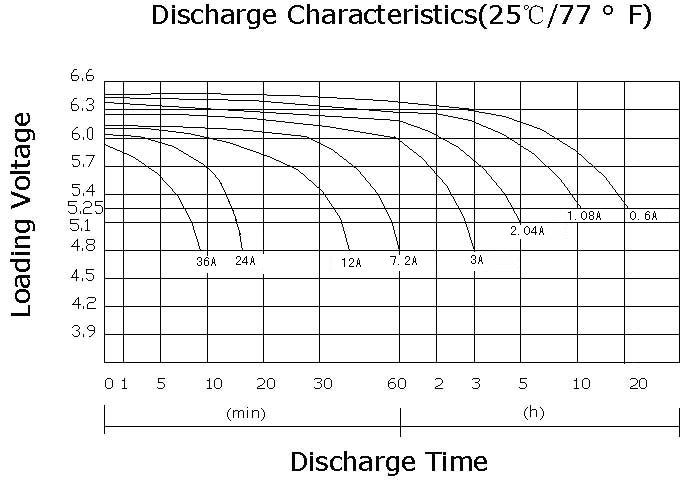 Discharge Characteristics(25℃/77 ° F)
Loading Voltage
6.6
6.3
6.0
5.7
5.4
5.25
5.1
4.8
4.5
4.2
3.9
36A 24A 12A 7.2A 3A 2.04A 1.08A 0.6A
0 1 5 10 20 30 60 2 3 5 10 20
(min) (h)
Discharge Time